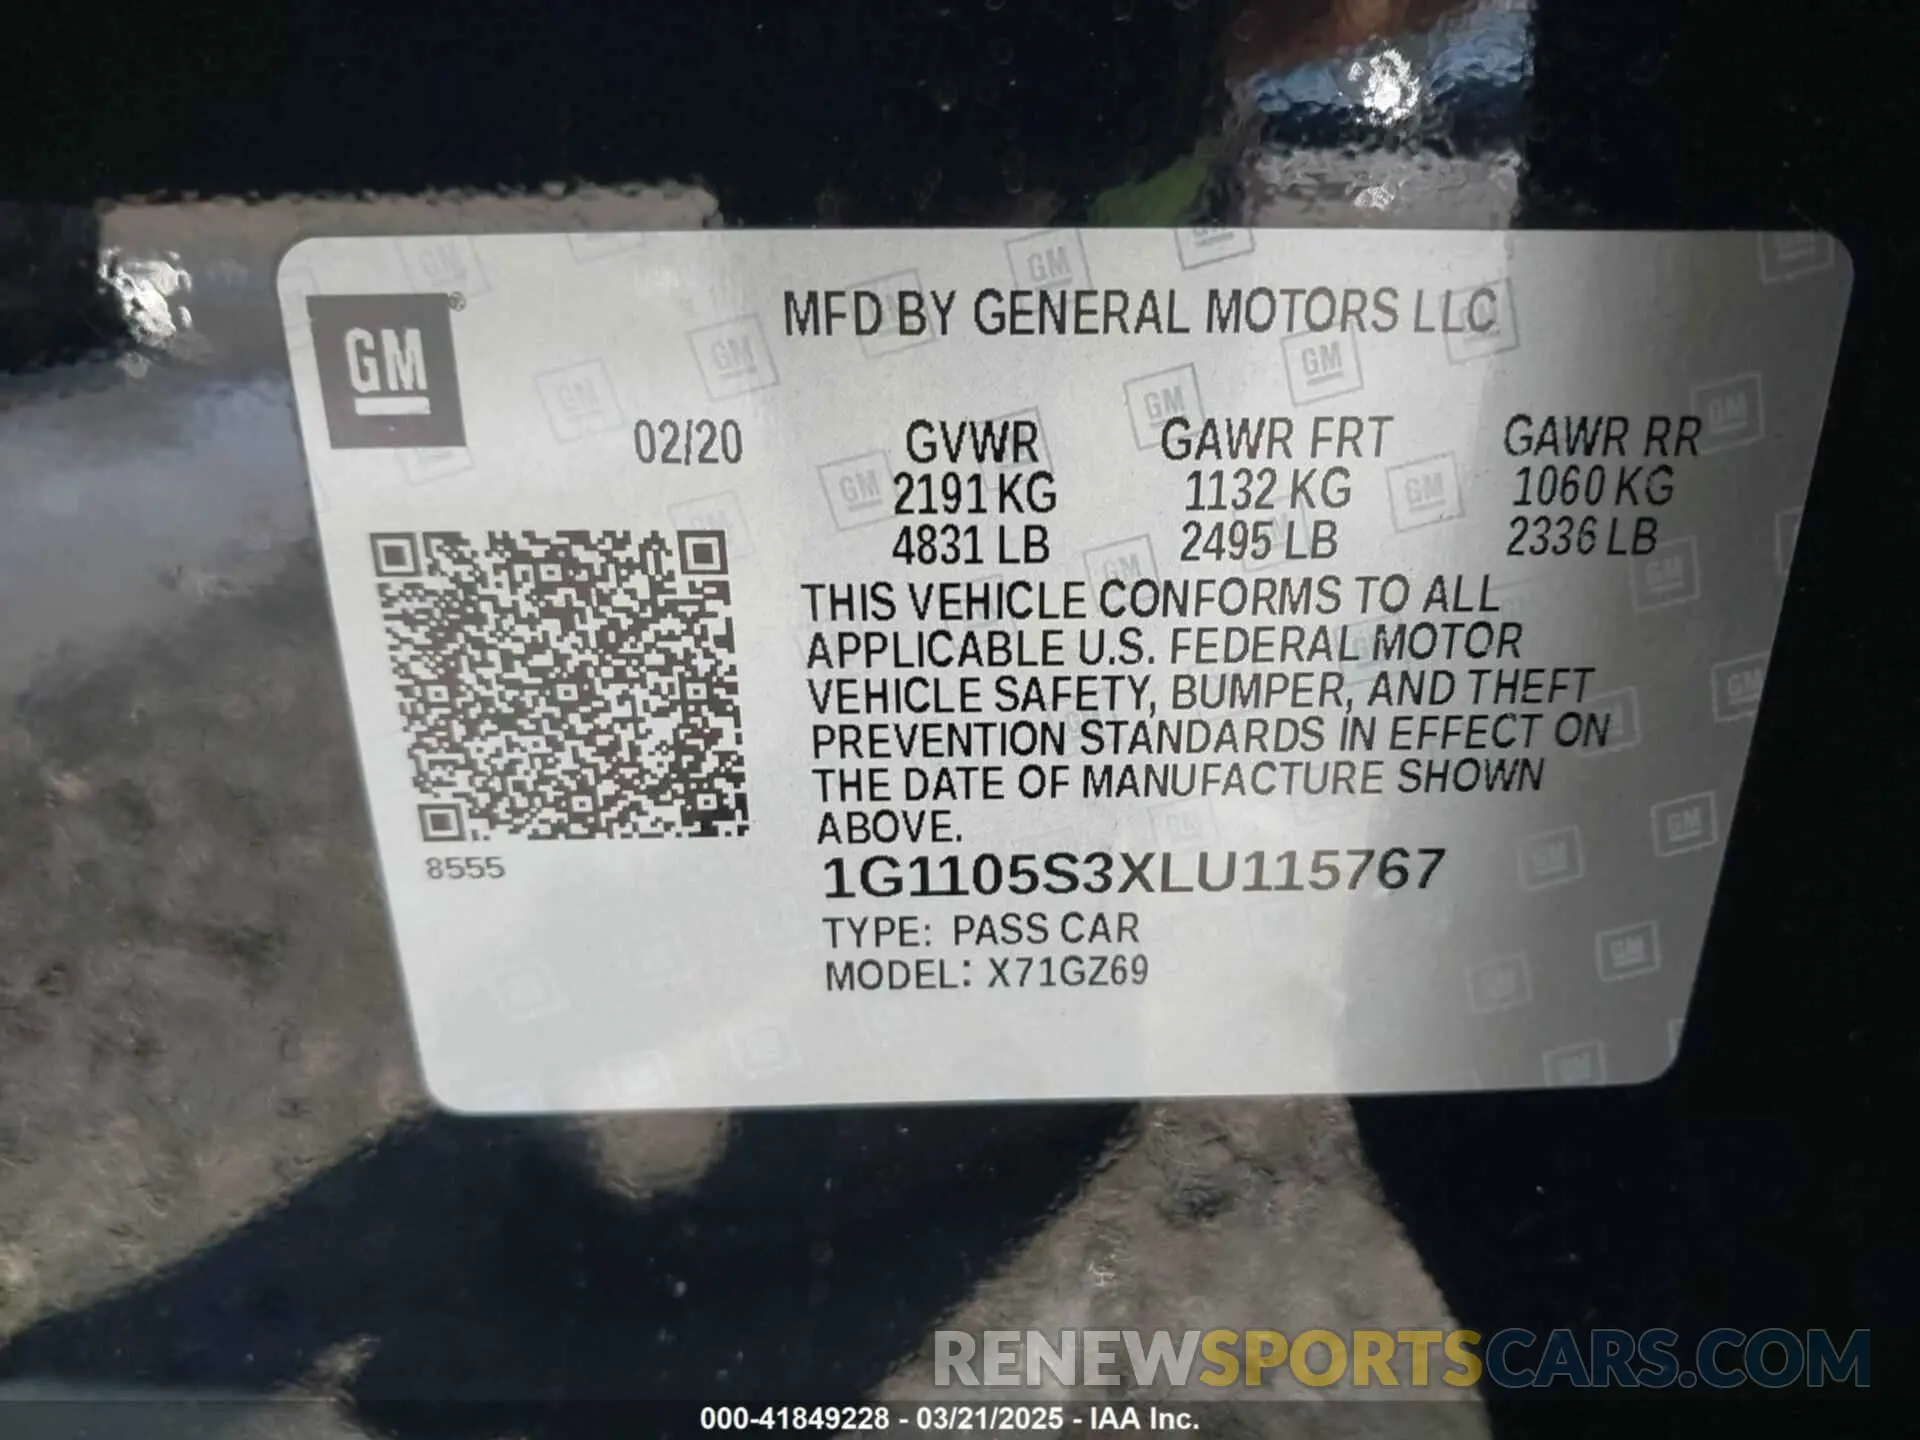 MFD BY GENERAL MOTORS LLC
GM®
02/20 GVWR GAWR FRT GAWR RR
2191 KG 1132 KG 1060 KG
4831 LB 2495 LB 2336 LB
THIS VEHICLE CONFORMS TO ALL
APPLICABLE U.S. FEDERAL MOTOR
VEHICLE SAFETY, BUMPER, AND THEFT
PREVENTION STANDARDS IN EFFECT ON
THE DATE OF MANUFACTURE SHOWN
ABOVE.
8555
1G1105S3XLU115767
TYPE: PASS CAR
MODEL: X71GZ69
RENEWSPORTSCARS.COM
000-41849228 - 03/21/2025 - IAA Inc.